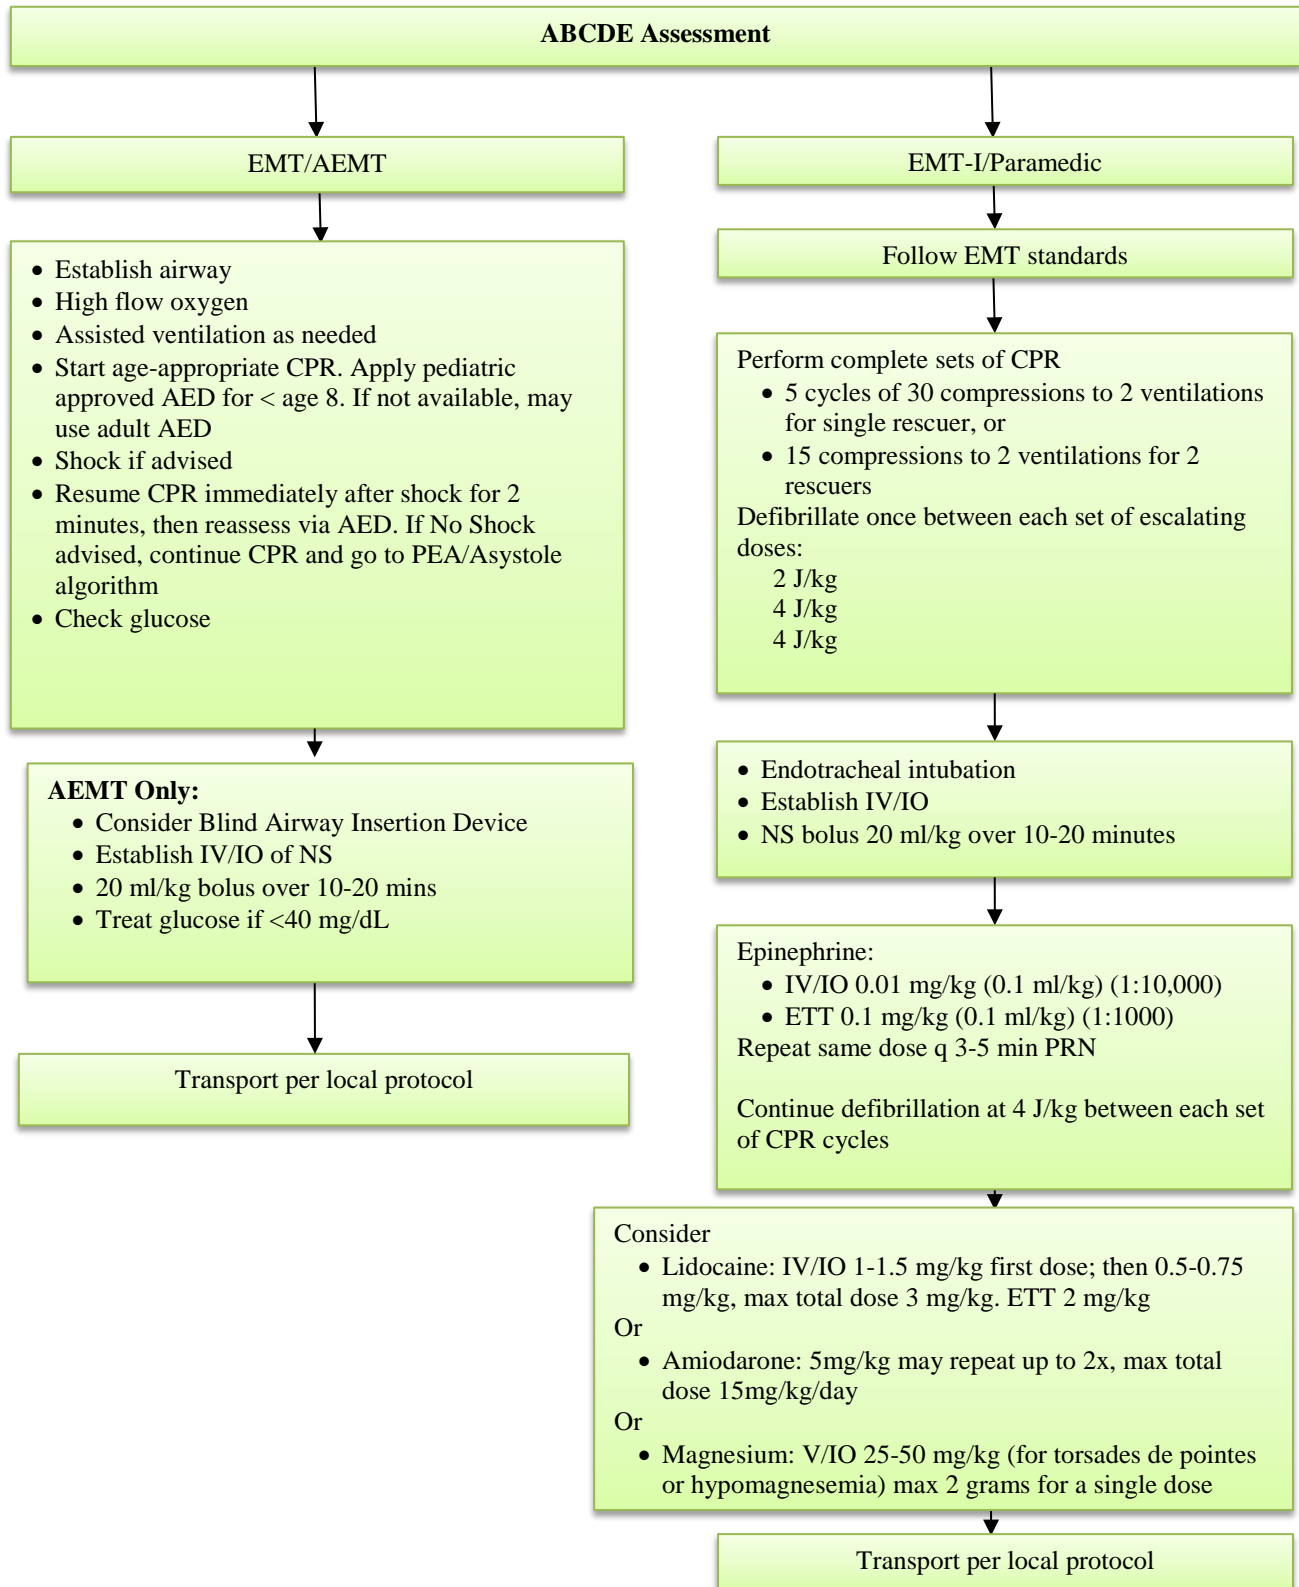 ABCDE Assessment
EMT/AEMT
• Establish airway
• High flow oxygen
• Assisted ventilation as needed
• Start age-appropriate CPR. Apply pediatric
approved AED for < age 8. If not available, may
use adult AED
• Shock if advised
• Resume CPR immediately after shock for 2
minutes, then reassess via AED. If No Shock
advised, continue CPR and go to PEA/Asystole
algorithm
• Check glucose
AEMT Only:
• Consider Blind Airway Insertion Device
• Establish IV/IO of NS
• 20 ml/kg bolus over 10-20 mins
• Treat glucose if <40 mg/dL
Transport per local protocol
EMT-I/Paramedic
Follow EMT standards
Perform complete sets of CPR
• 5 cycles of 30 compressions to 2 ventilations
for single rescuer, or
• 15 compressions to 2 ventilations for 2
rescuers
Defibrillate once between each set of escalating
doses:
2 J/kg
4 J/kg
4 J/kg
• Endotracheal intubation
• Establish IV/IO
• NS bolus 20 ml/kg over 10-20 minutes
Epinephrine:
• IV/IO 0.01 mg/kg (0.1 ml/kg) (1:10,000)
• ETT 0.1 mg/kg (0.1 ml/kg) (1:1000)
Repeat same dose q 3-5 min PRN
Continue defibrillation at 4 J/kg between each set
of CPR cycles
Consider
• Lidocaine: IV/IO 1-1.5 mg/kg first dose; then 0.5-0.75
mg/kg, max total dose 3 mg/kg. ETT 2 mg/kg
Or
• Amiodarone: 5mg/kg may repeat up to 2x, max total
dose 15mg/kg/day
Or
• Magnesium: V/IO 25-50 mg/kg (for torsades de pointes
or hypomagnesemia) max 2 grams for a single dose
Transport per local protocol